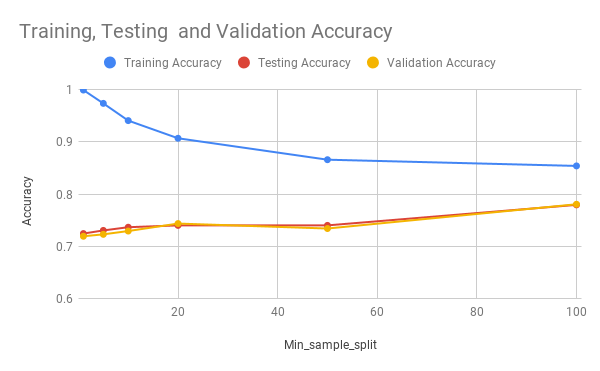 Training, Testing  and Validation Accuracy
Training Accuracy
Testing Accuracy
Validation Accuracy
1
0.9
0.8
0.7
0.6
Accuracy
20
40
60
80
100
Min_sample_split